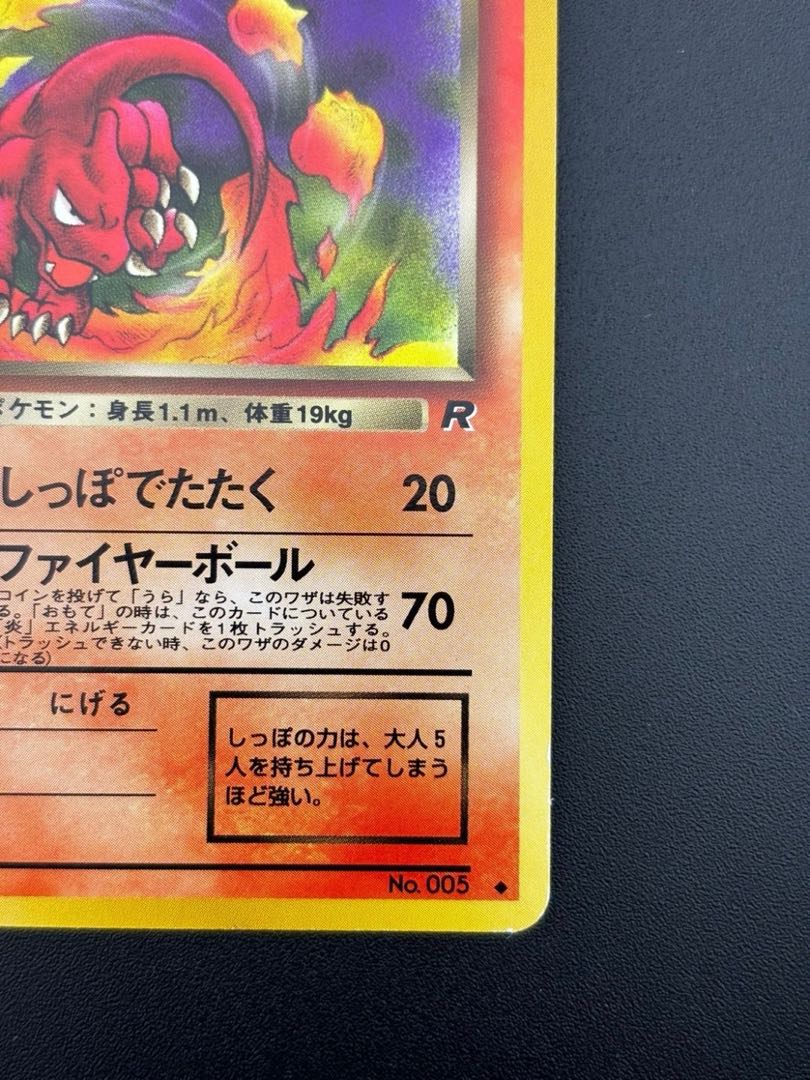 ポケモン：身長1.1m、体重19kg
R
しっぽでたたく 20
ファイヤーボール
コインを投げて「うら」なら、このワザは失敗す
る。「おもて」の時は、このカードについている
「炎」エネルギーカードを1枚トラッシュする。
(トラッシュできない時、このワザのダメージは0
になる)
70
にげる
しっぽの力は、大人5
人を持ち上げてしまう
ほど強い。
No. 005 ◆